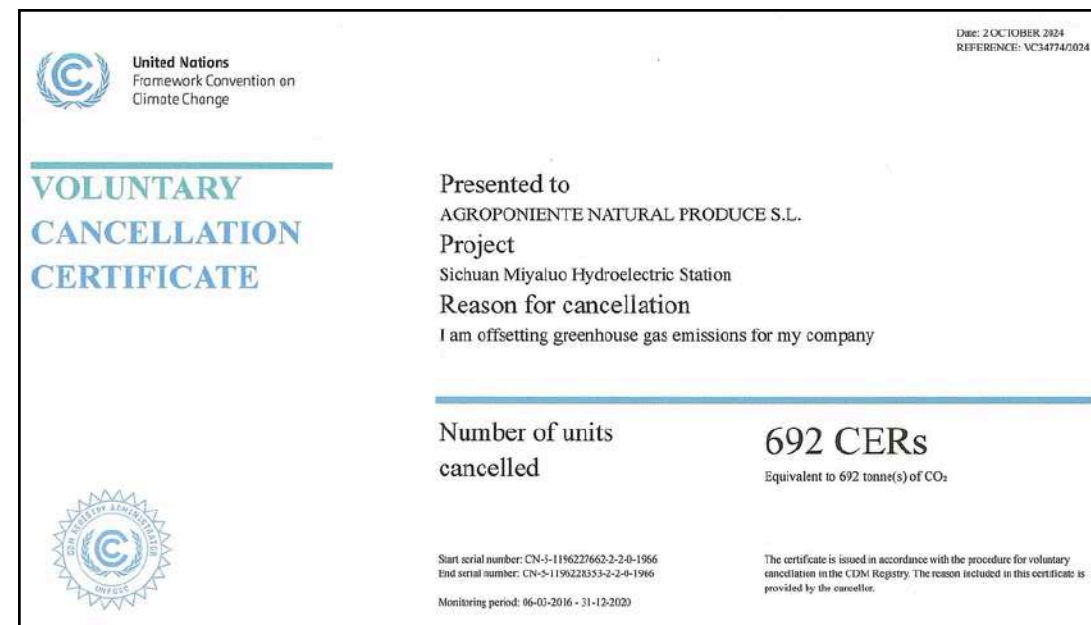 Date: 2 OCTOBER 2024
REFERENCE: VC34774/2024
United Nations
Framework Convention on
Climate Change
VOLUNTARY
CANCELLATION
CERTIFICATE
Presented to
AGROPONIENTE NATURAL PRODUCE S.L.
Project
Sichuan Miyaluo Hydroelectric Station
Reason for cancellation
I am offsetting greenhouse gas emissions for my company
Number of units
cancelled
692 CERs
Equivalent to 692 tonne(s) of CO₂
Start serial number: CN-5-1196227662-2-2-0-1966
End serial number: CN-5-1196228353-2-2-0-1966
Monitoring period: 06-03-2016 - 31-12-2020
The certificate is issued in accordance with the procedure for voluntary
cancellation in the CDM Registry. The reason included in this certificate is
provided by the canceller.
CDM REGISTRY ADMINISTRATOR
UNFCCC